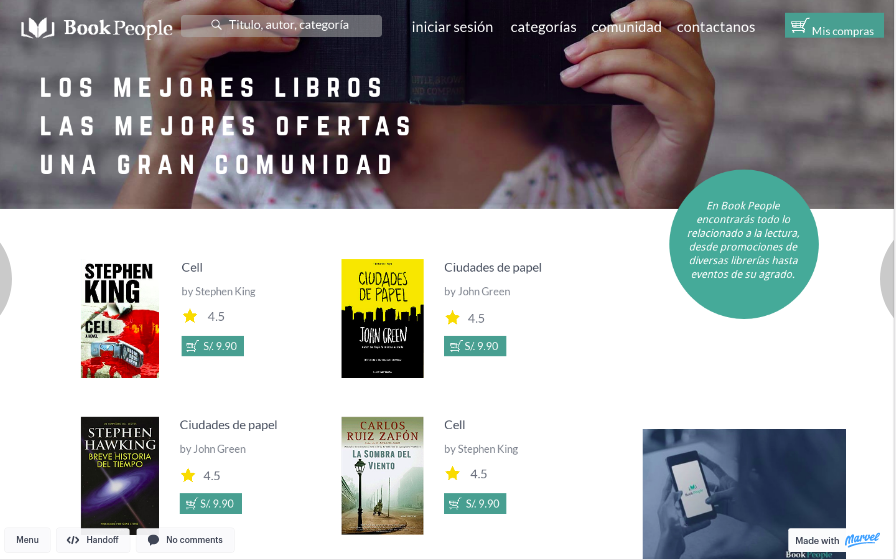 BookPeople
Titulo, autor, categoría
iniciar sesión
categorías
comunidad
contactanos
Mis compras
LOS MEJORES LIBROS
LAS MEJORES OFERTAS
UNA GRAN COMUNIDAD
En Book People
encontrarás todo lo
relacionado a la lectura,
desde promociones de
diversas librerías hasta
eventos de su agrado.
STEPHEN
KING
CELL
A NOVEL
Cell
by Stephen King
4.5
S/. 9.90
CIUDADES
DE PAPEL
JOHN GREEN
Ciudades de papel
by John Green
4.5
S/. 9.90
STEPHEN
HAWKING
BREVE HISTORIA
DEL TIEMPO
Ciudades de papel
by John Green
4.5
S/. 9.90
CARLOS
RUIZ ZAFÓN
LA SOMBRA DEL
VIENTO
Cell
by Stephen King
4.5
S/. 9.90
BookPeople
Menu
Handoff
No comments
Made with Marvel
BookPeople